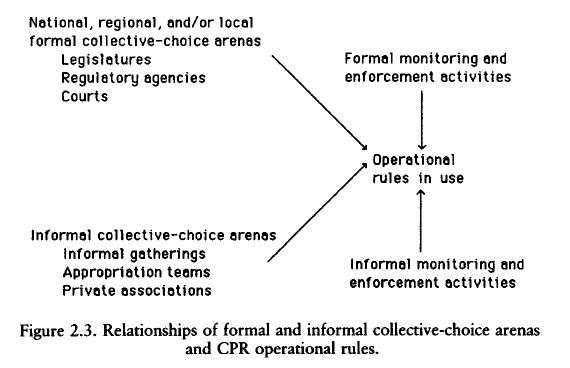 National, regional, and/or local
formal collective-choice arenas
Legislatures
Regulatory agencies
Courts
Formal monitoring and
enforcement activities
Operational
rules in use
Informal collective-choice arenas
Informal gatherings
Appropriation teams
Private associations
Informal monitoring and
enforcement activities
Figure 2.3. Relationships of formal and informal collective-choice arenas
and CPR operational rules.